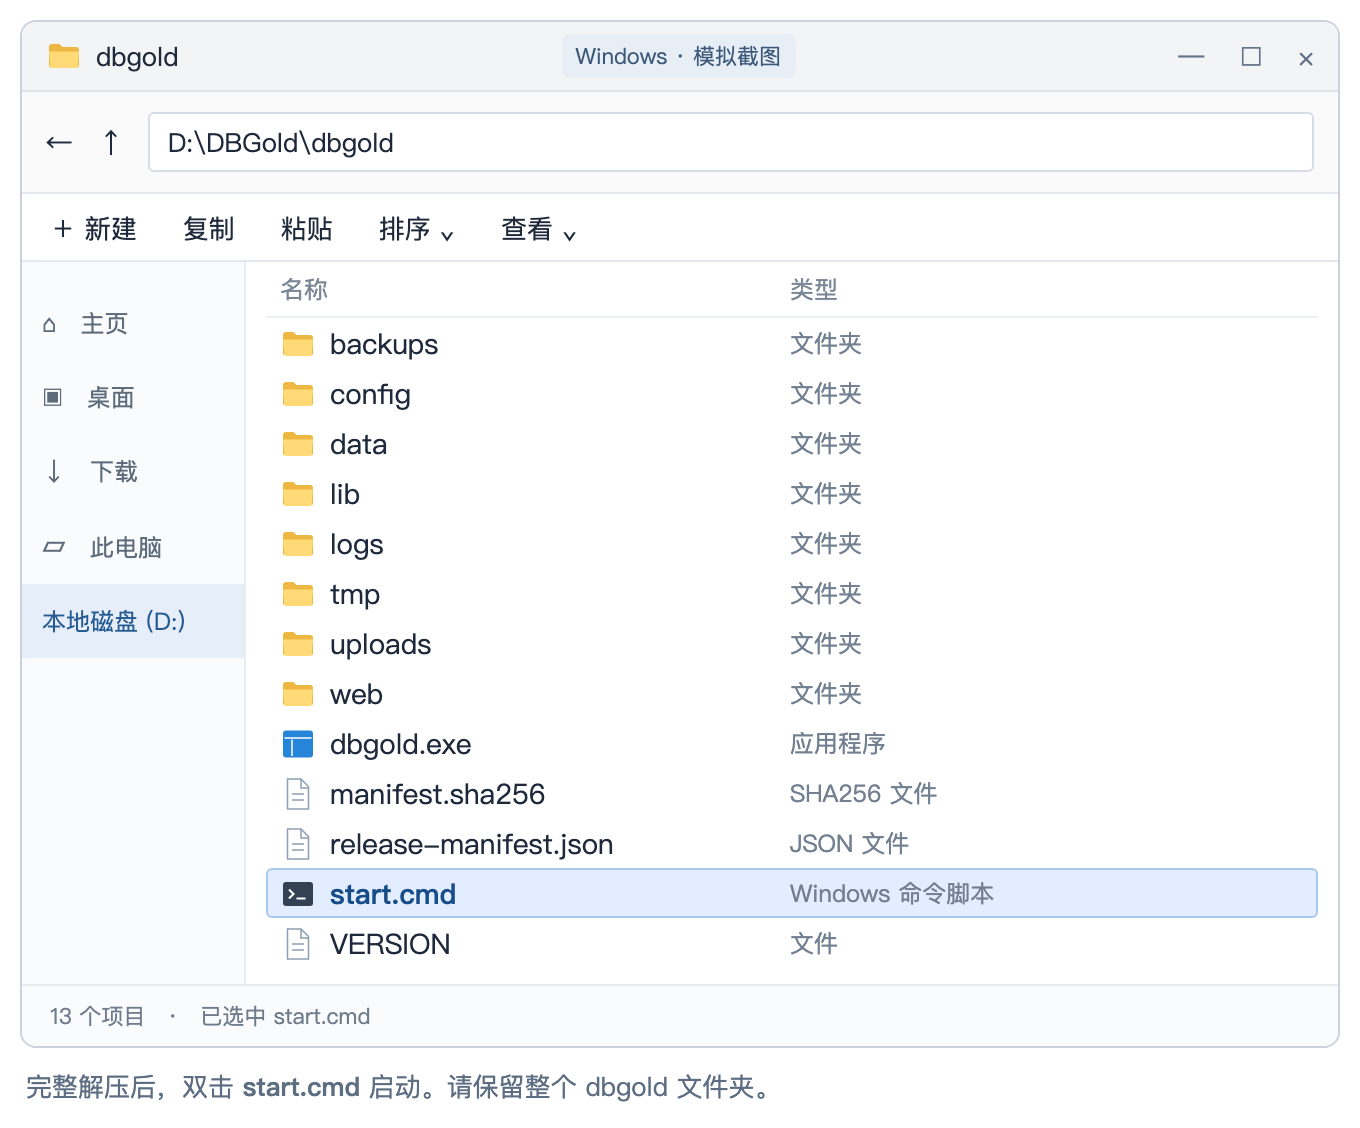 dbgold
Windows · 模拟截图
D:\DBGold\dbgold
+ 新建 复制 粘贴 排序 查看
名称 类型
主页
桌面
下载
此电脑
本地磁盘 (D:)
backups 文件夹
config 文件夹
data 文件夹
lib 文件夹
logs 文件夹
tmp 文件夹
uploads 文件夹
web 文件夹
dbgold.exe 应用程序
manifest.sha256 SHA256 文件
release-manifest.json JSON 文件
start.cmd Windows 命令脚本
VERSION 文件
13 个项目 · 已选中 start.cmd
完整解压后，双击 start.cmd 启动。请保留整个 dbgold 文件夹。